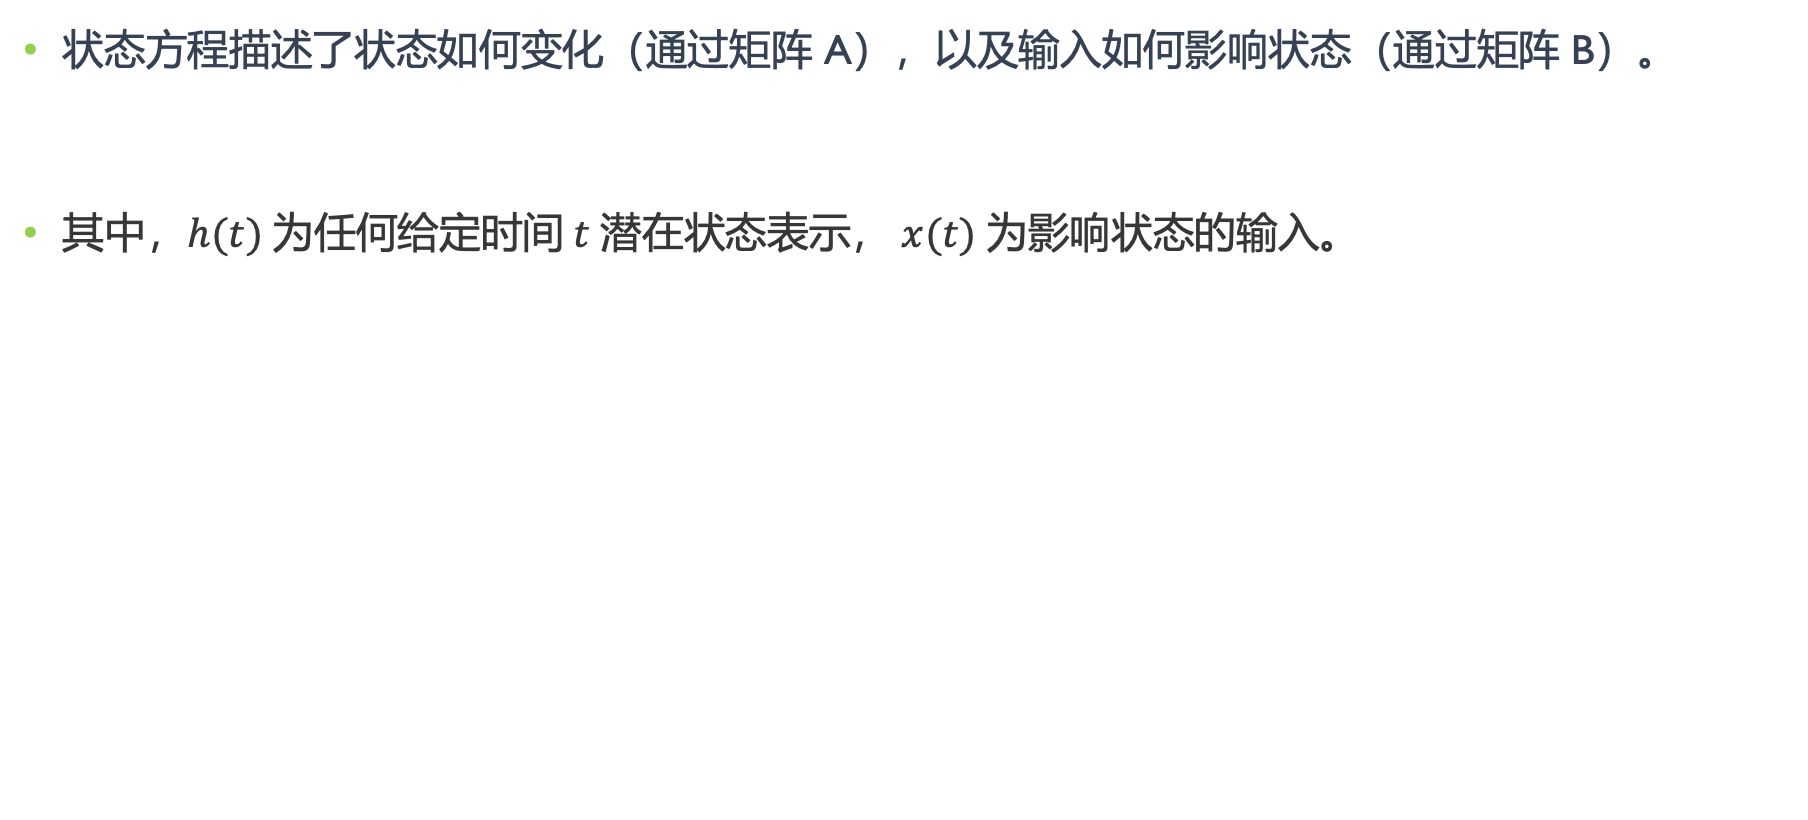 • 状态方程描述了状态如何变化（通过矩阵 A），以及输入如何影响状态（通过矩阵 B）。
• 其中，h(t) 为任何给定时间 t 潜在状态表示， x(t) 为影响状态的输入。